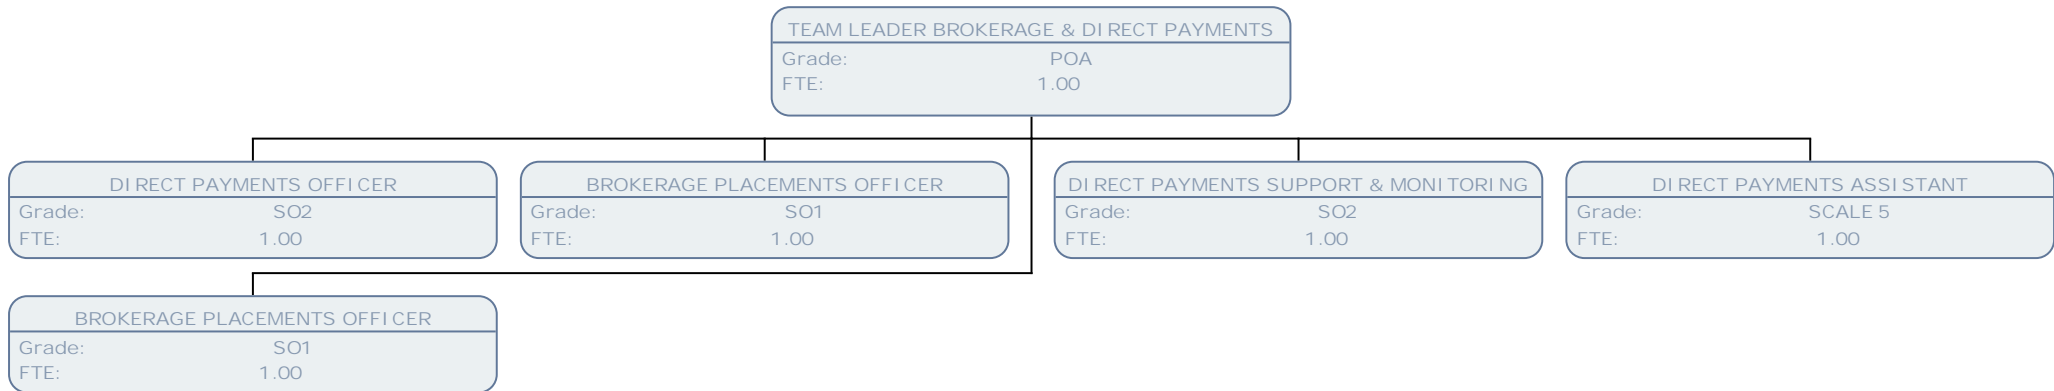 TEAM LEADER BROKERAGE & DIRECT PAYMENTS
Grade: POA
FTE: 1.00
DIRECT PAYMENTS OFFICER
Grade: SO2
FTE: 1.00
BROKERAGE PLACEMENTS OFFICER
Grade: SO1
FTE: 1.00
DIRECT PAYMENTS SUPPORT & MONITORING
Grade: SO2
FTE: 1.00
DIRECT PAYMENTS ASSISTANT
Grade: SCALE 5
FTE: 1.00
BROKERAGE PLACEMENTS OFFICER
Grade: SO1
FTE: 1.00